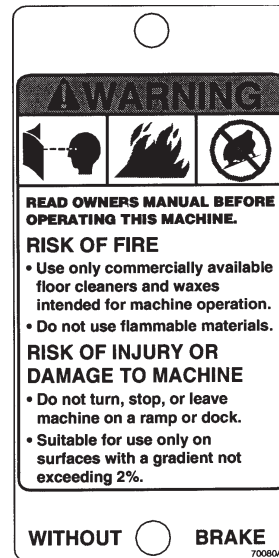 WARNING
READ OWNERS MANUAL BEFORE
OPERATING THIS MACHINE.
RISK OF FIRE
• Use only commercially available
floor cleaners and waxes
intended for machine operation.
• Do not use flammable materials.
RISK OF INJURY OR
DAMAGE TO MACHINE
• Do not turn, stop, or leave
machine on a ramp or dock.
• Suitable for use only on
surfaces with a gradient not
exceeding 2%.
WITHOUT BRAKE